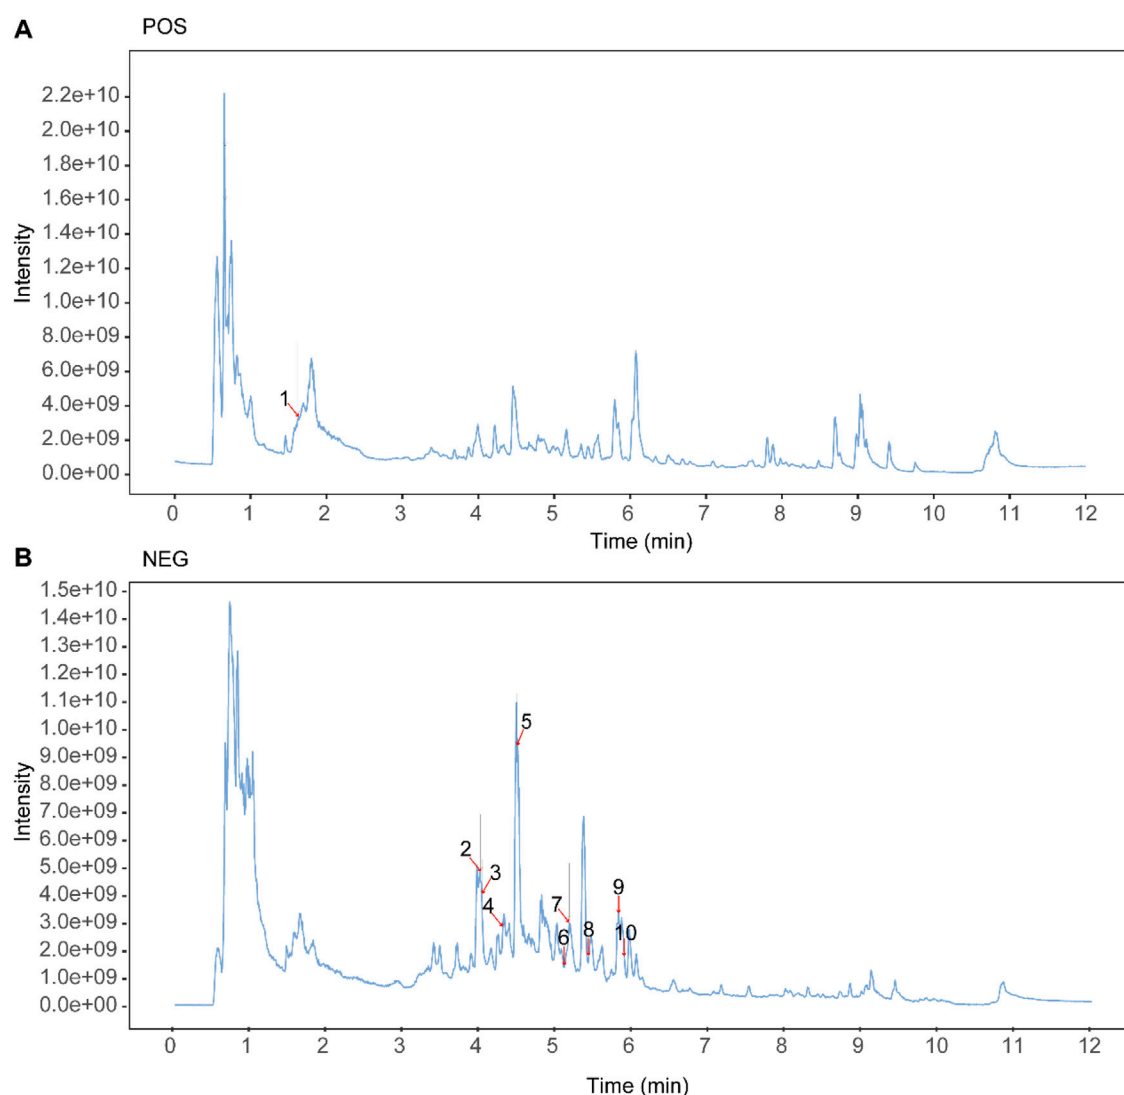 A
POS
2.2e+10
2.0e+10
1.8e+10
1.6e+10
1.4e+10
1.2e+10
1.0e+10
8.0e+09
6.0e+09
4.0e+09
2.0e+09
0.0e+00
Intensity
1
0 1 2 3 4 5 6 7 8 9 10 11 12
Time (min)
B
NEG
1.5e+10
1.4e+10
1.3e+10
1.2e+10
1.1e+10
1.0e+10
9.0e+09
8.0e+09
7.0e+09
6.0e+09
5.0e+09
4.0e+09
3.0e+09
2.0e+09
1.0e+09
0.0e+00
Intensity
2
3
4
5
6
7
8
9
10
0 1 2 3 4 5 6 7 8 9 10 11 12
Time (min)